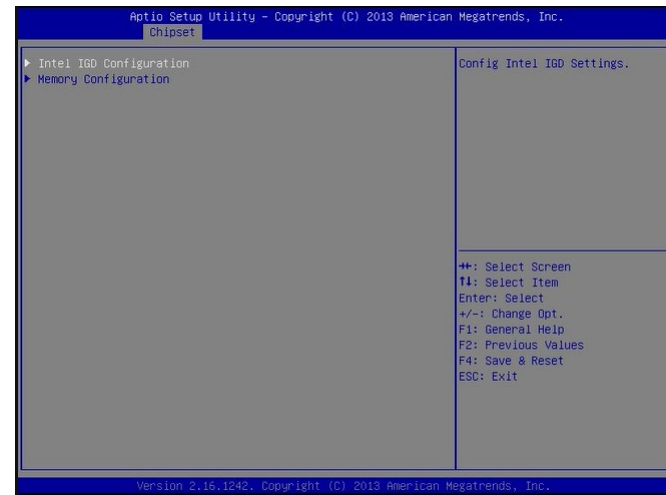 Aptio Setup Utility – Copyright (C) 2013 American Megatrends, Inc.
Chipset
Intel IGD Configuration
Memory Configuration
Config Intel IGD Settings.
→←: Select Screen
↑↓: Select Item
Enter: Select
+/-: Change Opt.
F1: General Help
F2: Previous Values
F4: Save & Reset
ESC: Exit
Version 2.16.1242. Copyright (C) 2013 American Megatrends, Inc.